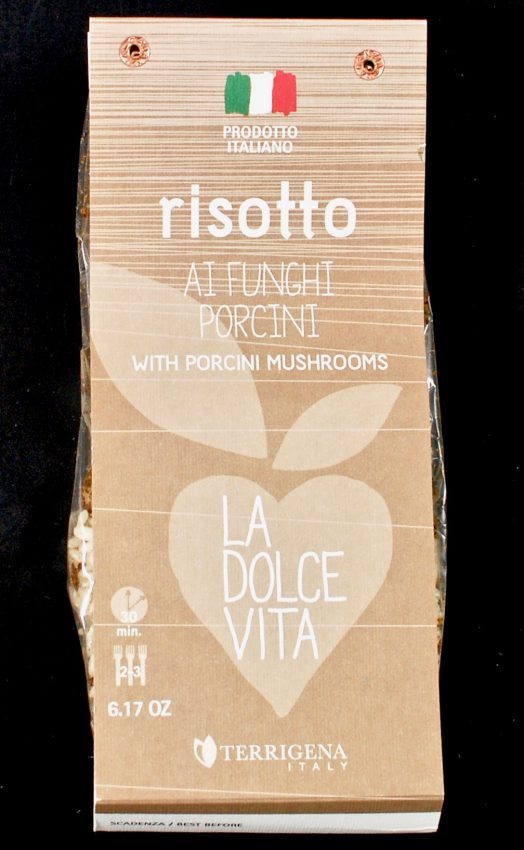 PRODOTTO
ITALIANO
risotto
AI FUNGHI
PORCINI
WITH PORCINI MUSHROOMS
LA
DOLCE
VITA
30
min.
2-3
6.17 OZ
TERRIGENA
ITALY
SCADENZA / BEST BEFORE